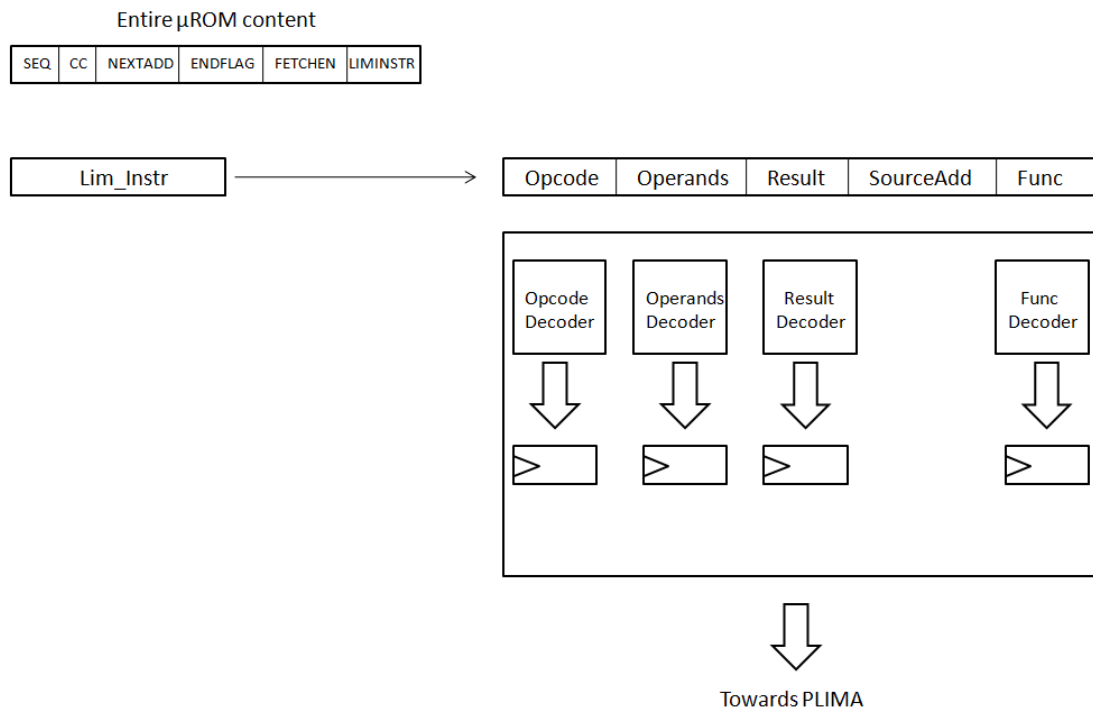 Entire µROM content
SEQ CC NEXTADD ENDFLAG FETCHEN LIMINSTR
Lim_Instr
Opcode Operands Result SourceAdd Func
Opcode Operands Result Func
Decoder Decoder Decoder Decoder
Towards PLIMA